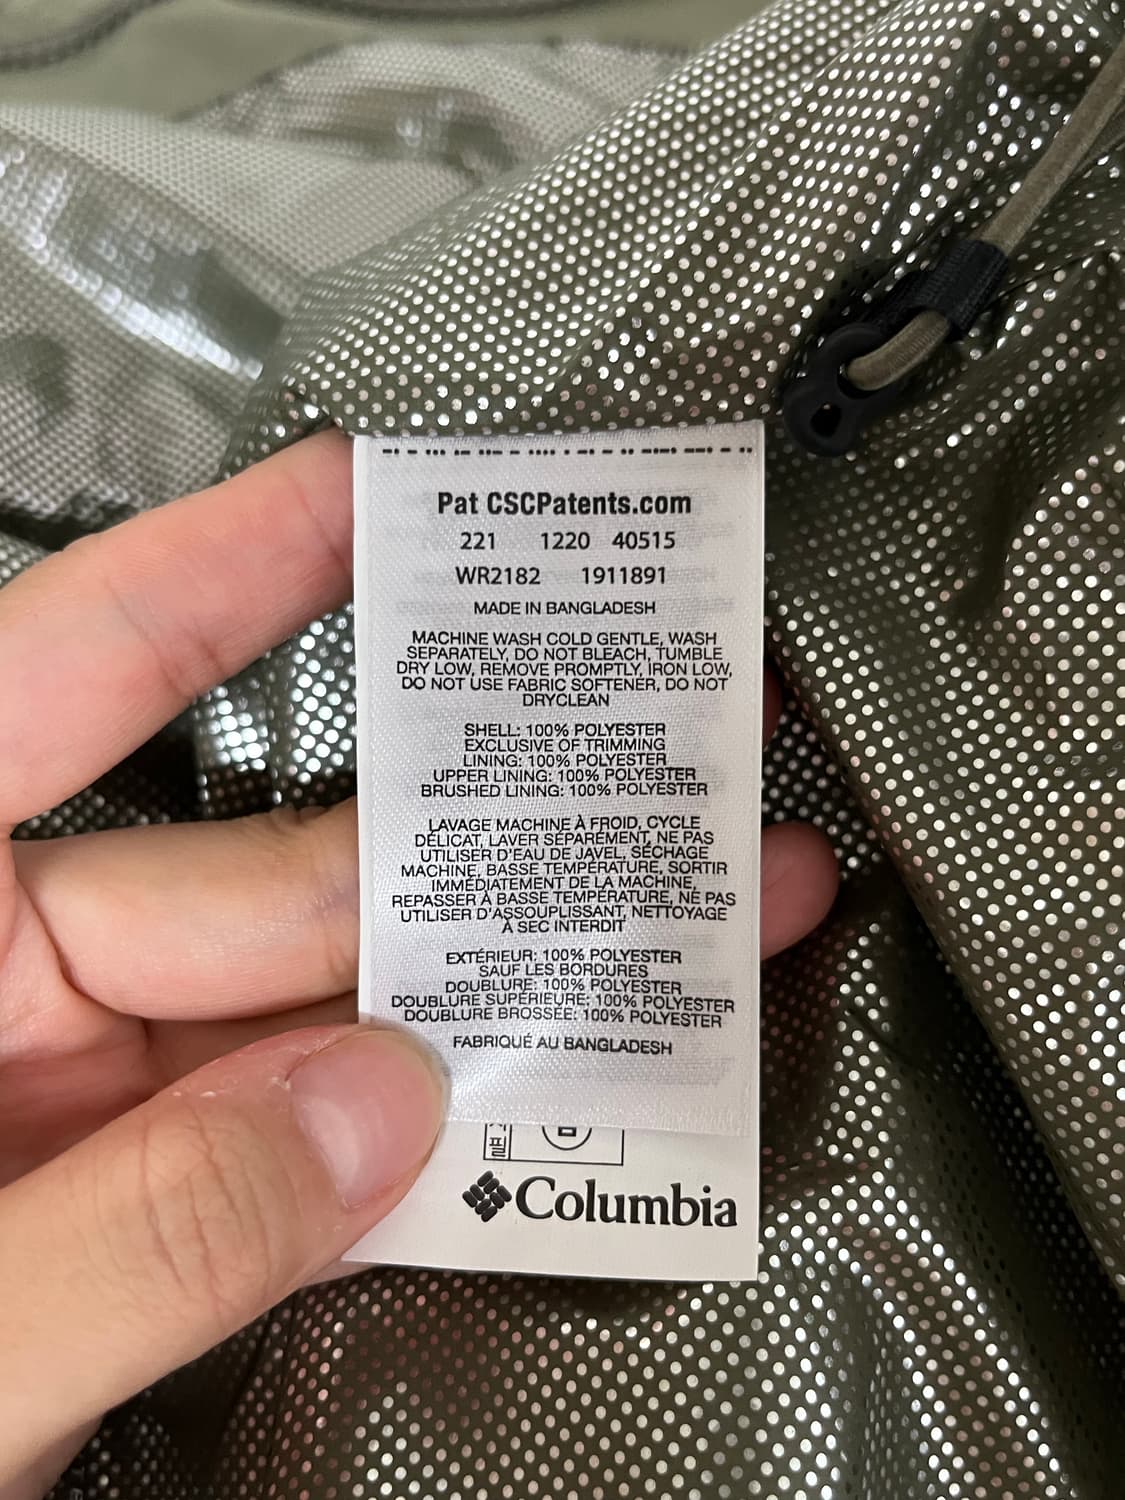 Pat CSCPatents.com
221 1220 40515
WR2182 1911891
MADE IN BANGLADESH
MACHINE WASH COLD GENTLE, WASH
SEPARATELY, DO NOT BLEACH, TUMBLE
DRY LOW, REMOVE PROMPTLY, IRON LOW,
DO NOT USE FABRIC SOFTENER, DO NOT
DRYCLEAN
SHELL: 100% POLYESTER
EXCLUSIVE OF TRIMMING
LINING: 100% POLYESTER
UPPER LINING: 100% POLYESTER
BRUSHED LINING: 100% POLYESTER
LAVAGE MACHINE À FROID, CYCLE
DÉLICAT, LAVER SÉPARÉMENT, NE PAS
UTILISER D'EAU DE JAVEL, SÉCHAGE
MACHINE, BASSE TEMPÉRATURE, SORTIR
IMMÉDIATEMENT DE LA MACHINE,
REPASSER À BASSE TEMPÉRATURE, NE PAS
UTILISER D'ASSOUPLISSANT, NETTOYAGE
À SEC INTERDIT
EXTÉRIEUR: 100% POLYESTER
SAUF LES BORDURES
DOUBLURE: 100% POLYESTER
DOUBLURE SUPÉRIEURE: 100% POLYESTER
DOUBLURE BROSSÉE: 100% POLYESTER
FABRIQUÉ AU BANGLADESH
필
Columbia